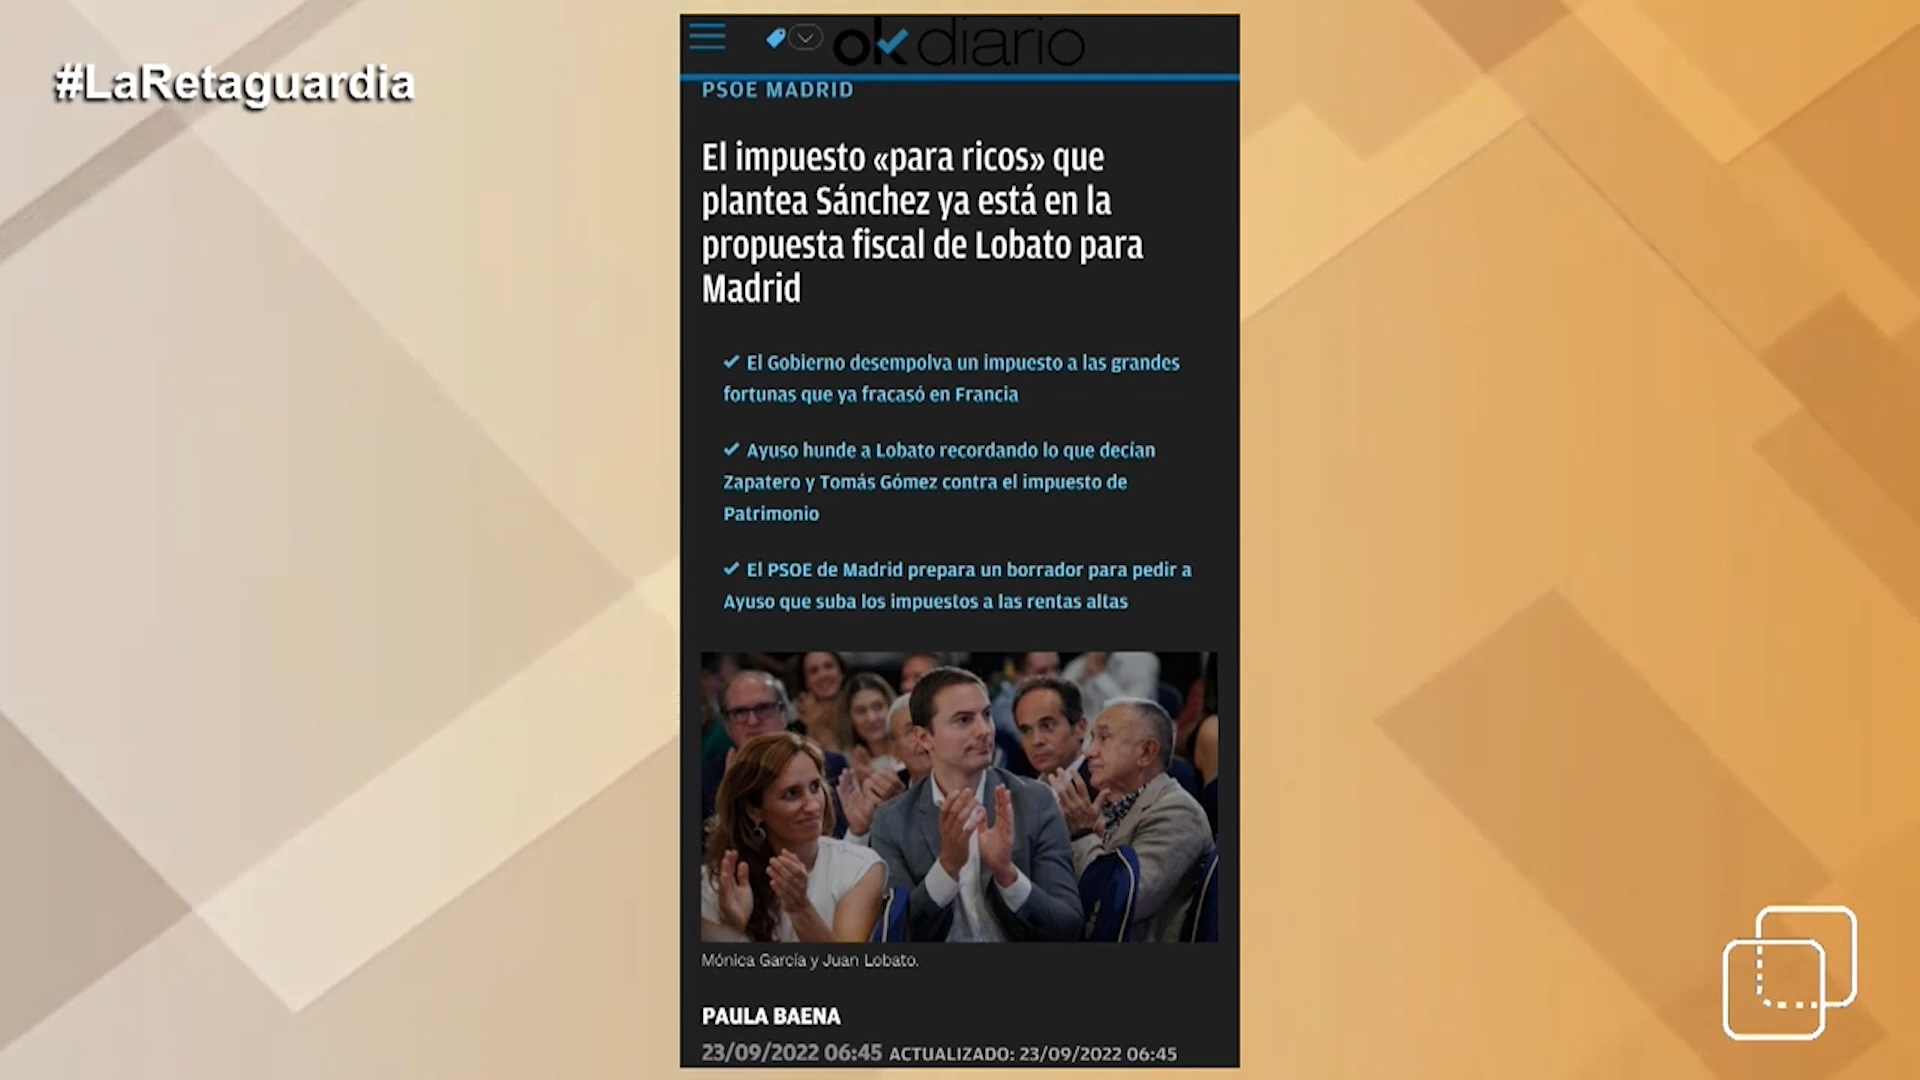 #LaRetaguardia
okdiario
PSOE MADRID
El impuesto «para ricos» que
plantea Sánchez ya está en la
propuesta fiscal de Lobato para
Madrid
El Gobierno desempolva un impuesto a las grandes
fortunas que ya fracasó en Francia
Ayuso hunde a Lobato recordando lo que decían
Zapatero y Tomás Gómez contra el impuesto de
Patrimonio
El PSOE de Madrid prepara un borrador para pedir a
Ayuso que suba los impuestos a las rentas altas
Mónica García y Juan Lobato.
PAULA BAENA
23/09/2022 06:45 ACTUALIZADO: 23/09/2022 06:45